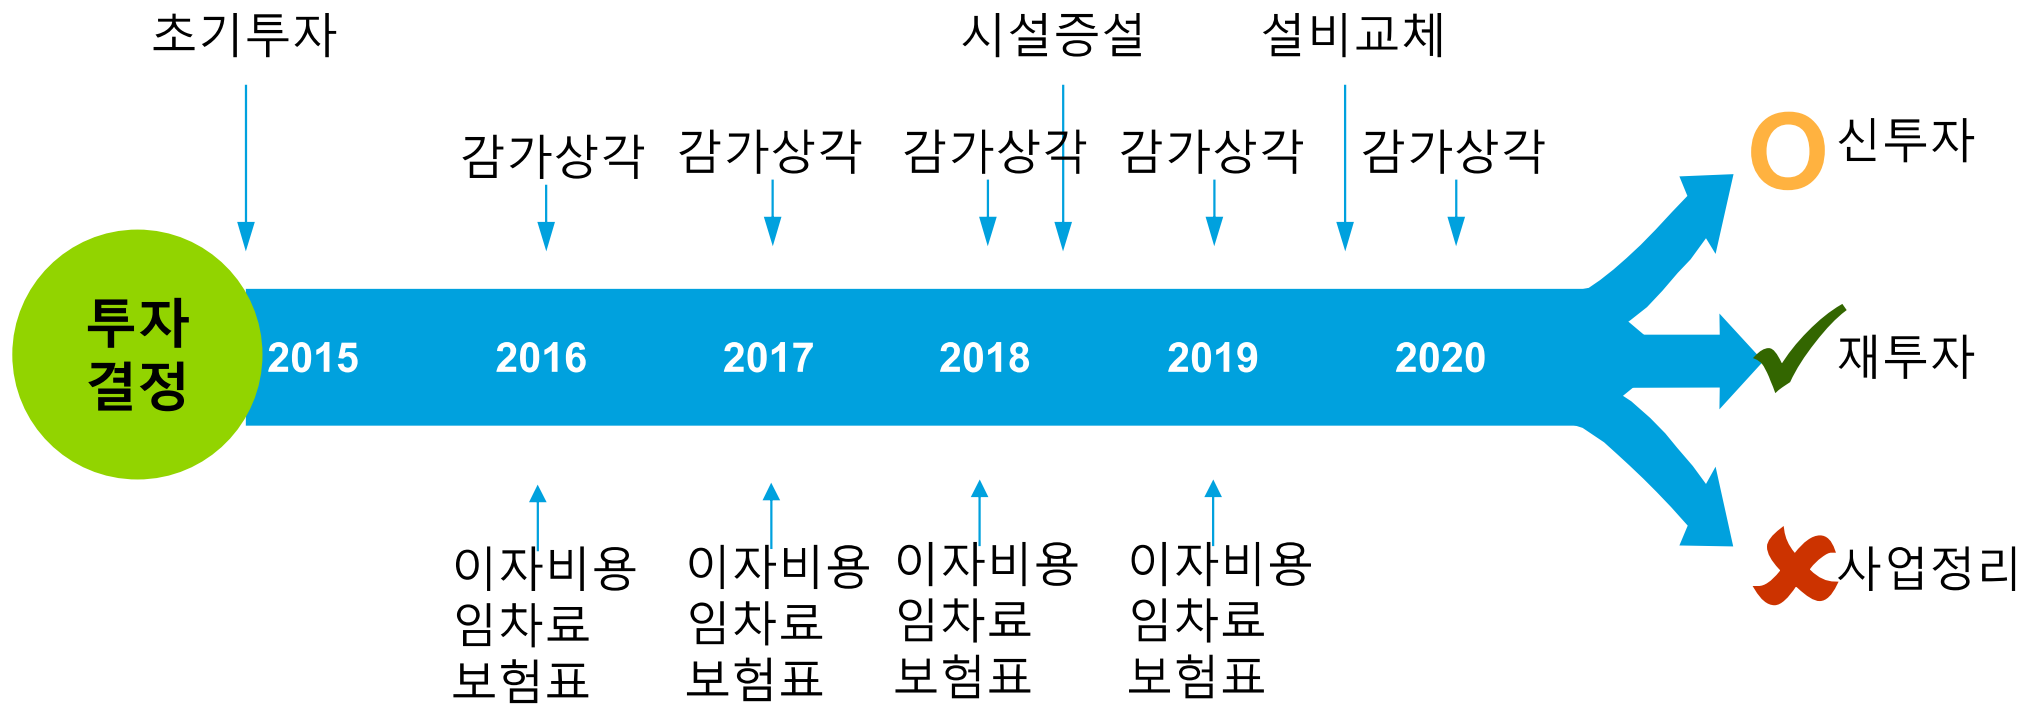 초기투자
시설증설
설비교체
감가상각
감가상각
감가상각
감가상각
감가상각
신투자
투자
결정
2015
2016
2017
2018
2019
2020
재투자
이자비용
임차료
보험표
이자비용
임차료
보험표
이자비용
임차료
보험표
이자비용
임차료
보험표
사업정리